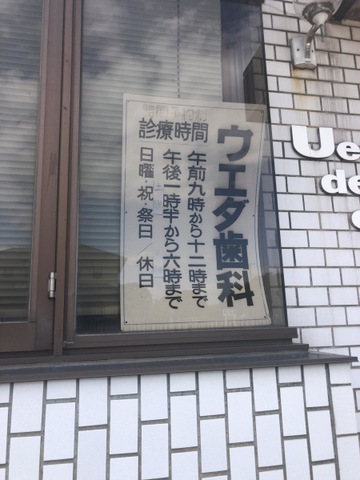 ウエダ歯科
診療時間
午前九時から十二時まで
午後一時半から六時まで
日曜・祝・祭日/休日
Ue
de